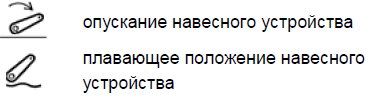 опускание навесного устройства
плавающее положение навесного
устройства